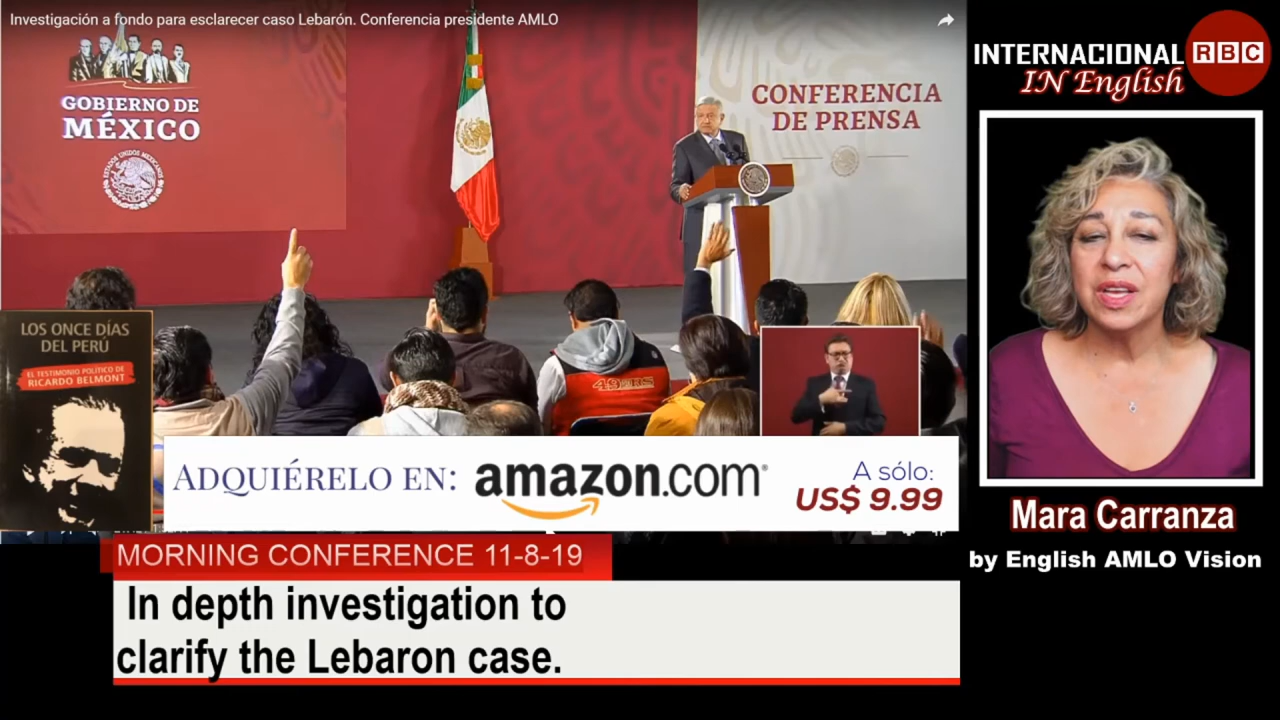 Investigación a fondo para esclarecer caso Lebarón. Conferencia presidente AMLO
GOBIERNO DE
MÉXICO
ESTADOS UNIDOS MEXICANOS
CONFERENCIA
DE PRENSA
INTERNACIONAL
RBC
IN English
LOS ONCE DÍAS
DEL PERÚ
EL TESTIMONIO POLÍTICO DE
RICARDO BELMONT
ADQUIÉRELO EN:
amazon.com
A sólo:
US$ 9.99
Mara Carranza
by English AMLO Vision
MORNING CONFERENCE 11-8-19
In depth investigation to
clarify the Lebaron case.